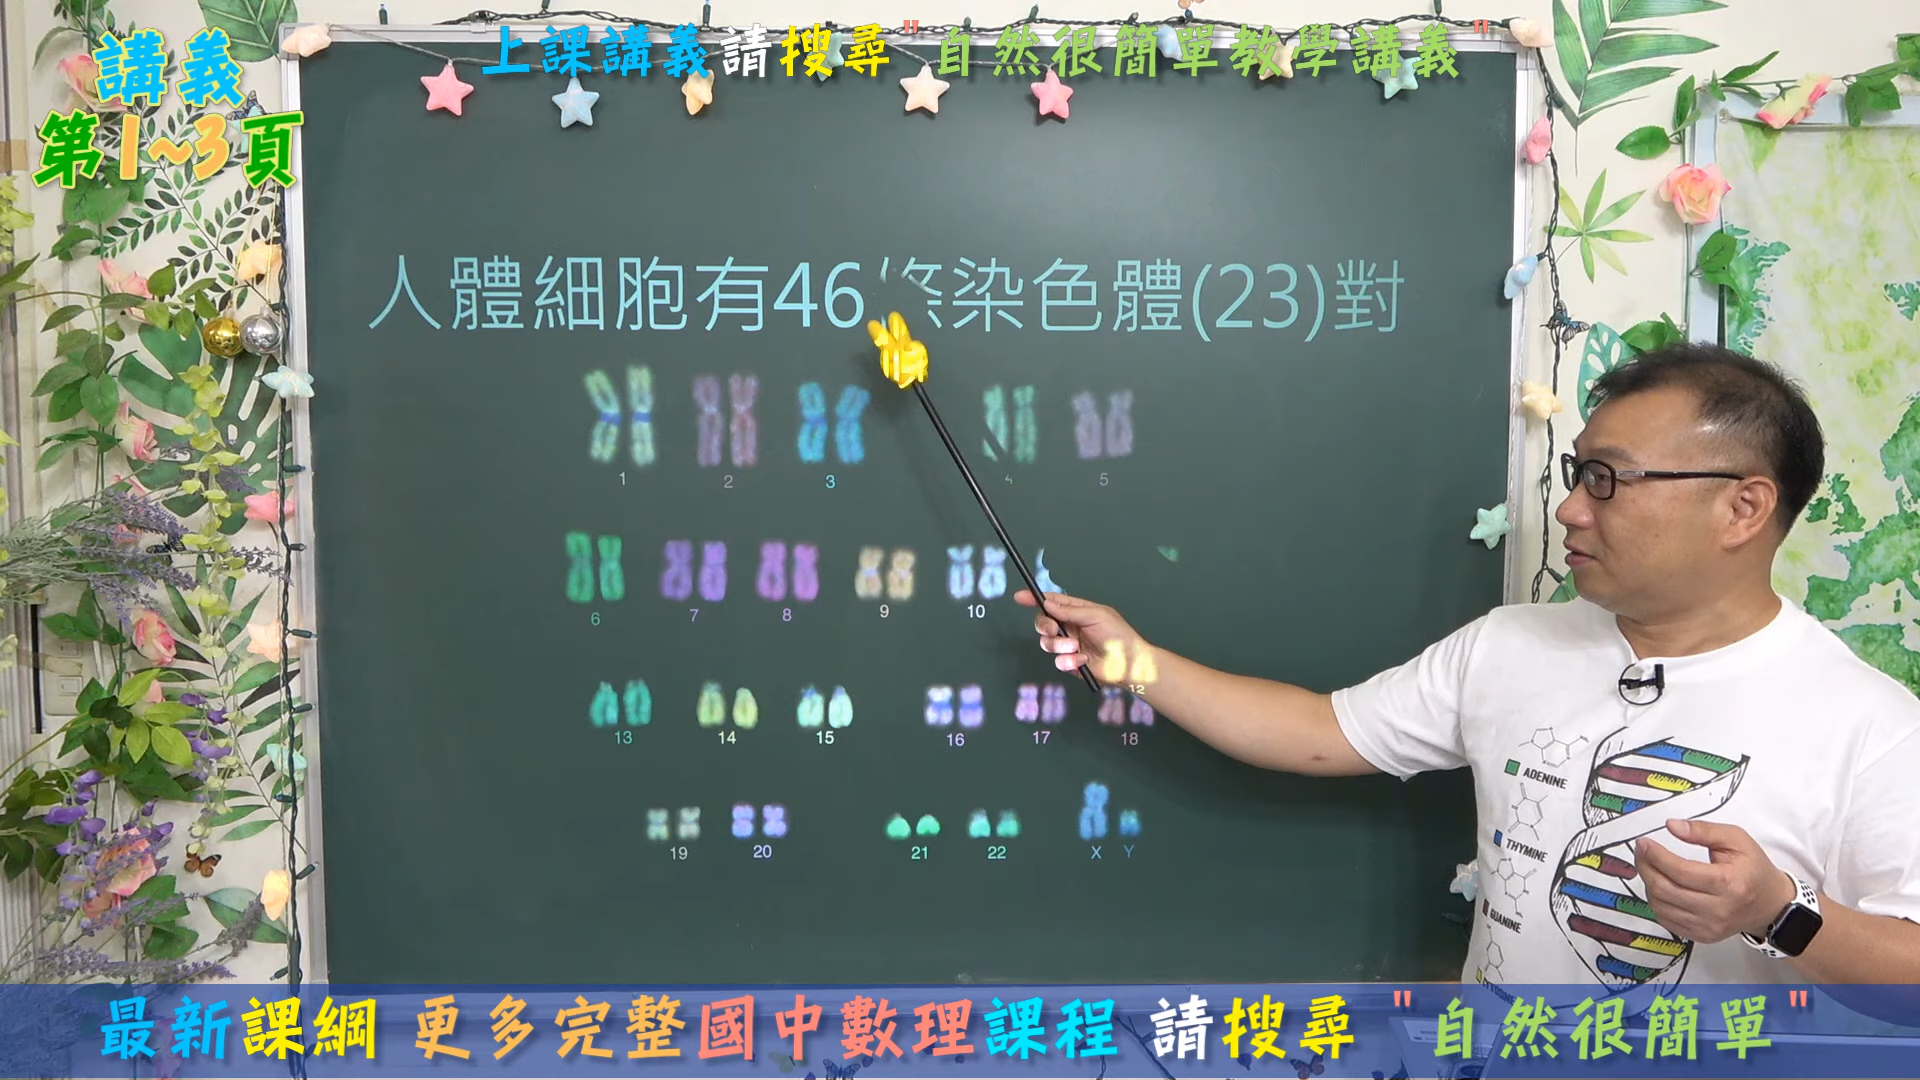 上課講義請搜尋"自然很簡單教學講義"
講義
第1~3頁
人體細胞有46條染色體(23)對
1 2 3 4 5
6 7 8 9 10
12
13 14 15 16 17 18
19 20 21 22 X Y
ADENINE
THYMINE
GUANINE
CYTOSINE
最新課綱 更多完整國中數理課程 請搜尋 "自然很簡單"